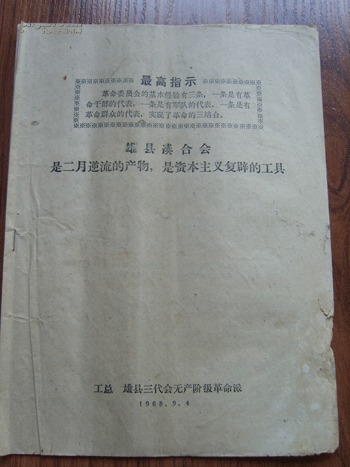 最高指示
革命委员会的基本经验有三条，一条是有革
命干部的代表，一条是有军队的代表，一条是有
革命群众的代表，实现了革命的三结合。
雄县凑合会
是二月逆流的产物，是资本主义复辟的工具
工总 雄县三代会无产阶级革命派
1968．9．4